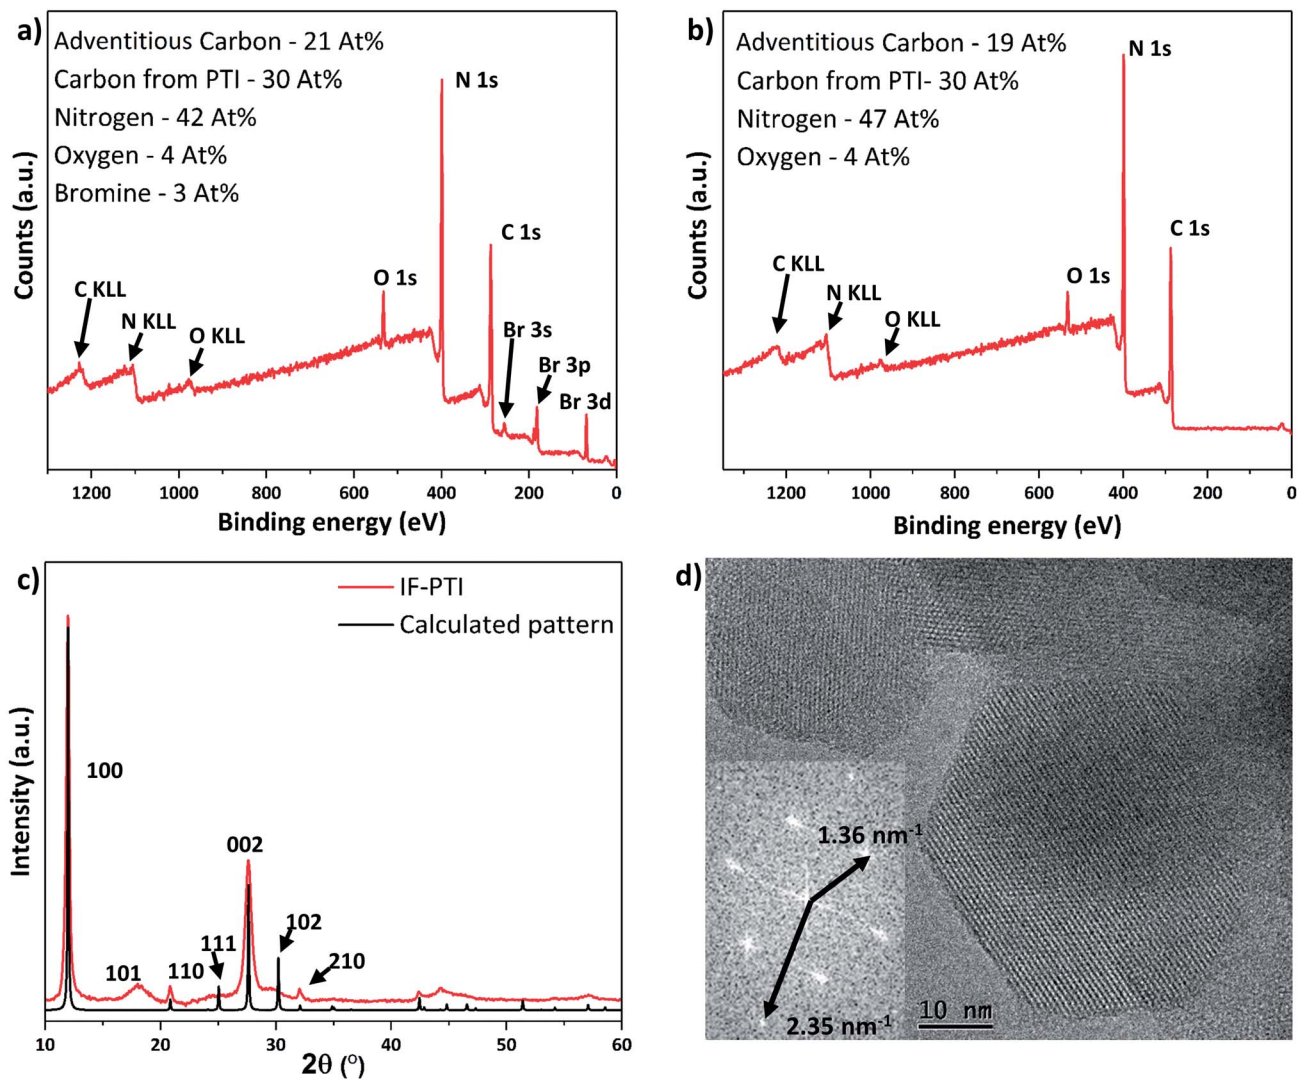 a)
Adventitious Carbon - 21 At%
Carbon from PTI - 30 At%
Nitrogen - 42 At%
Oxygen - 4 At%
Bromine - 3 At%
N 1s
C 1s
O 1s
C KLL
N KLL
O KLL
Br 3s
Br 3p
Br 3d
Counts (a.u.)
1200 1000 800 600 400 200 0
Binding energy (eV)
b)
Adventitious Carbon - 19 At%
Carbon from PTI- 30 At%
Nitrogen - 47 At%
Oxygen - 4 At%
N 1s
C 1s
O 1s
C KLL
N KLL
O KLL
Counts (a.u.)
1200 1000 800 600 400 200 0
Binding energy (eV)
c)
IF-PTI
Calculated pattern
100
002
101
110
111
102
210
Intensity (a.u.)
10 20 30 40 50 60
2θ (°)
d)
1.36 nm⁻¹
2.35 nm⁻¹
10 nm